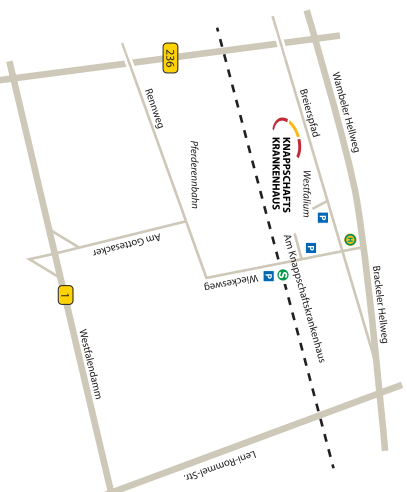 236
Wambeler Hellweg
Breierspfad
Rennweg
Pferderennbahn
KNAPPSCHAFTS
KRANKENHAUS
Westfalium
P
H
Am Gottesacker
P
Am Knappschaftskrankenhaus
Wieckesweg
P
S
1
Brackeler Hellweg
Westfalendamm
Leni-Rommel-Str.